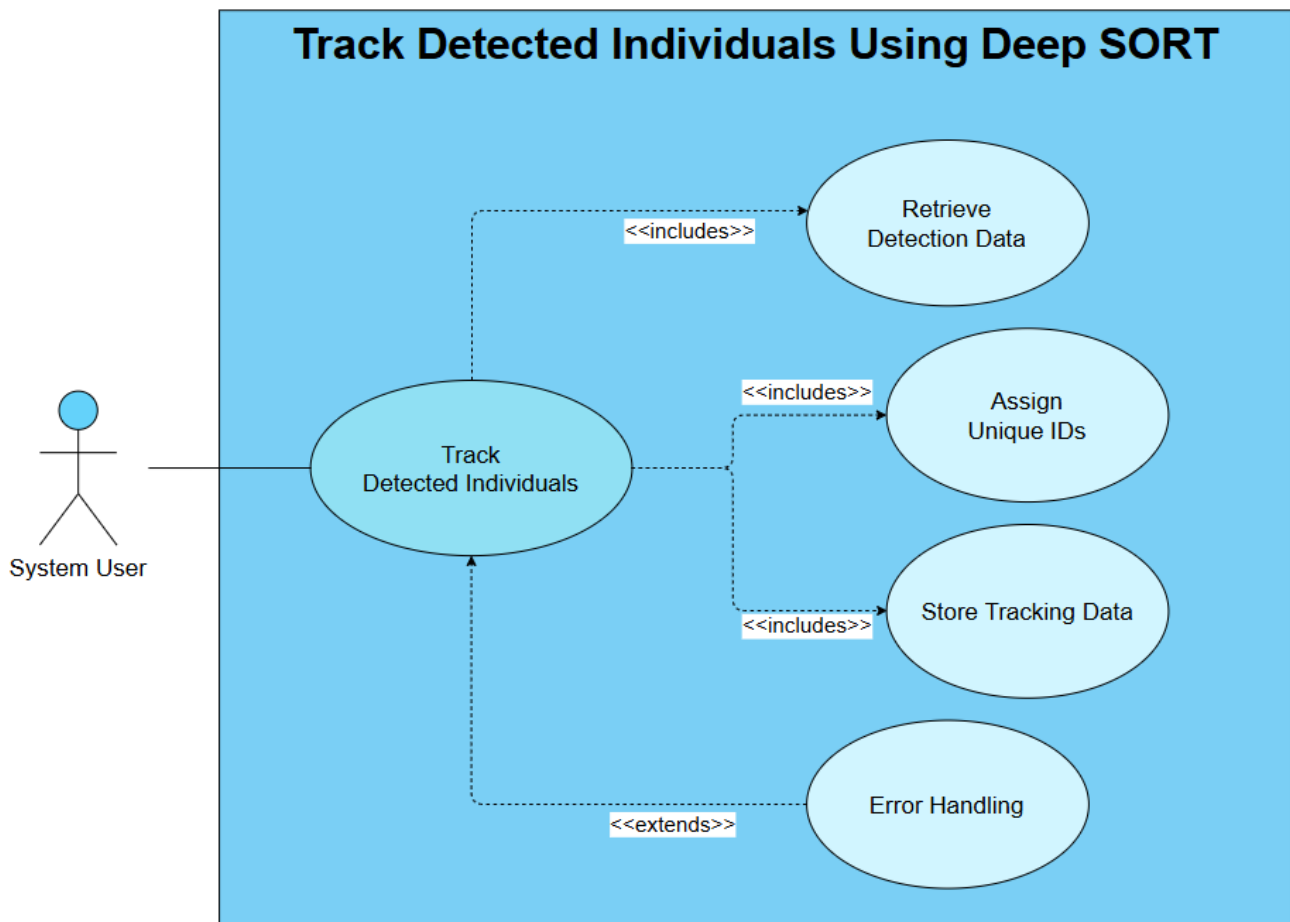 Track Detected Individuals Using Deep SORT
Retrieve
Detection Data
<<includes>>
<<includes>>
Assign
Unique IDs
Track
Detected Individuals
System User
Store Tracking Data
<<includes>>
Error Handling
<<extends>>